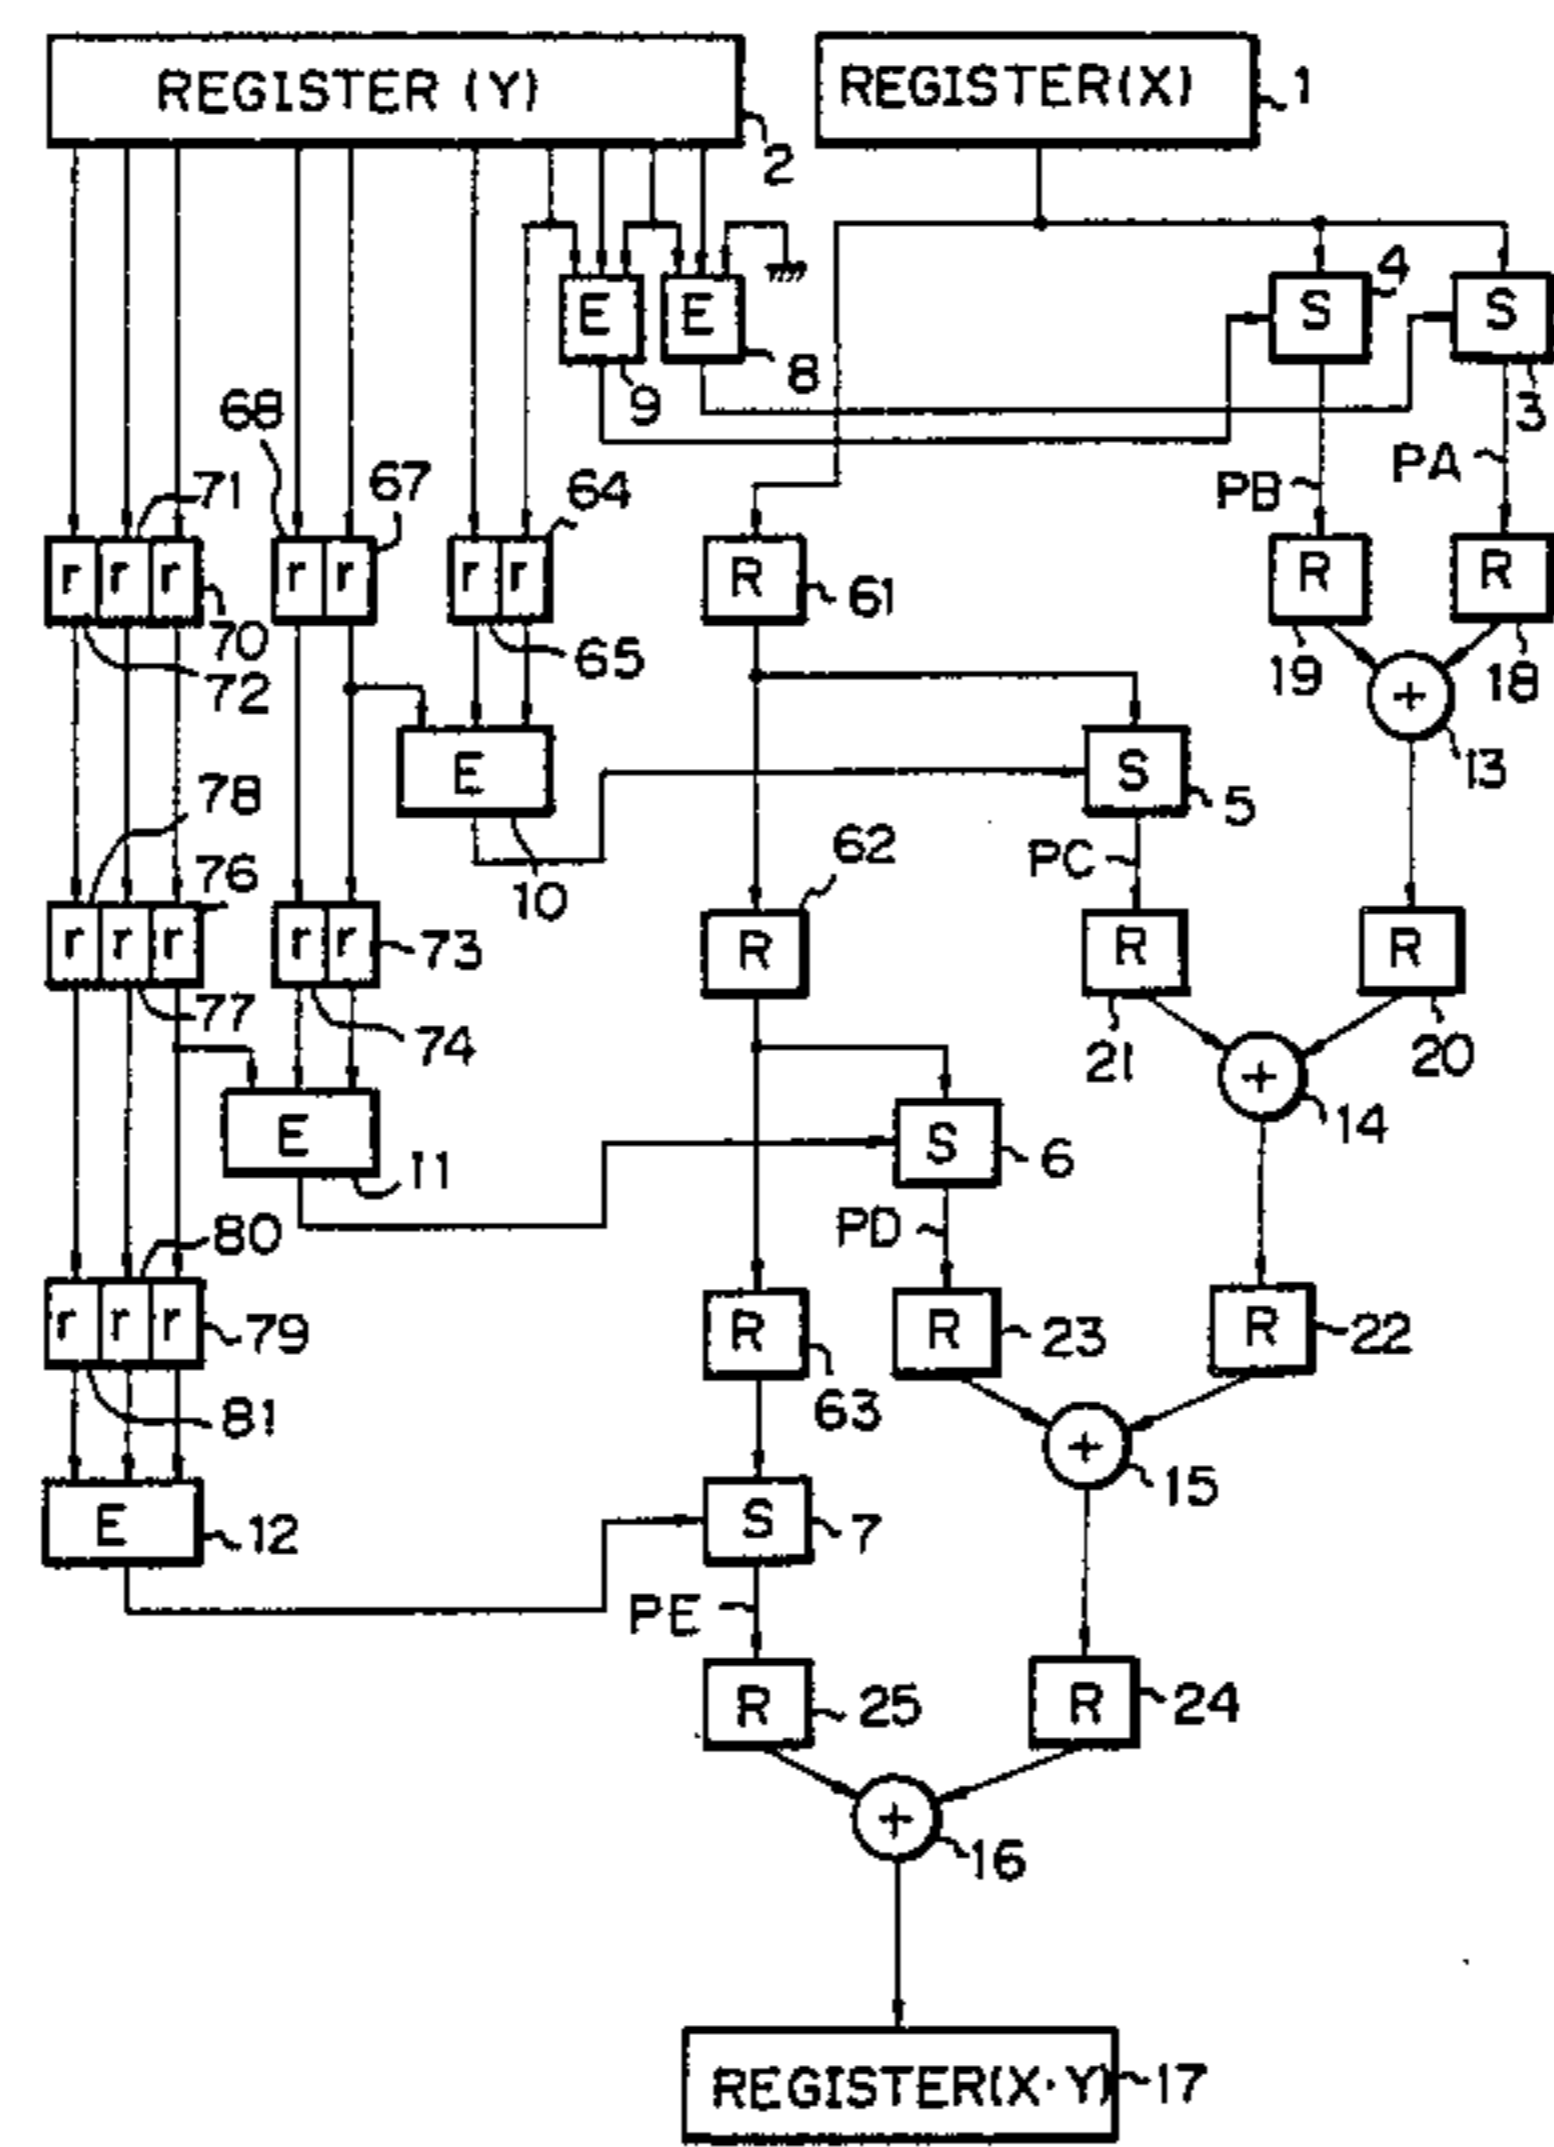 REGISTER (Y)
REGISTER(X)
1
2
4
S
S
E
E
8
9
3
68
PA
71
67
64
PB
r r r
r r
r r
R
61
R
R
70
65
19
18
72
+
13
78
E
S
5
62
PC
76
10
r r r
r r
73
R
R
R
77
74
21
20
+
14
E
11
S
6
80
PD
r r r
79
R
63
R
23
R
22
81
+
15
E
12
S
7
PE
R
25
R
24
+
16
REGISTER(X·Y)
17